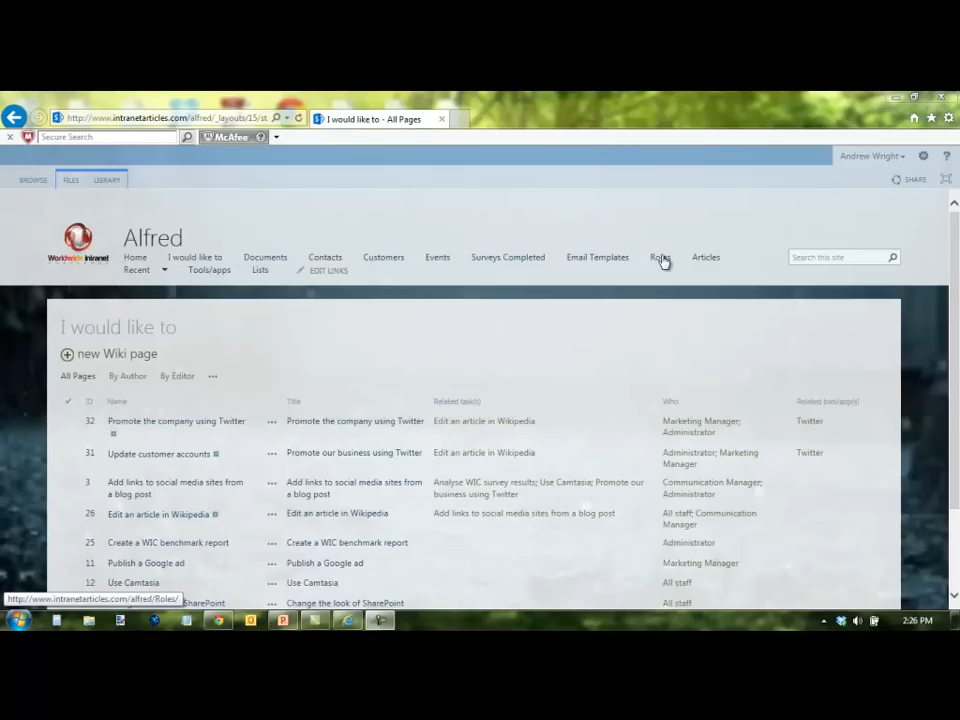 http://www.intranetarticles.com/alfred/_layouts/15/st
I would like to - All Pages
Secure Search
McAfee
Andrew Wright
BROWSE FILES LIBRARY
SHARE
Alfred
Worldwide Intranet
Home I would like to Documents Contacts Customers Events Surveys Completed Email Templates Roles Articles
Search this site
Recent Tools/apps Lists EDIT LINKS
I would like to
new Wiki page
All Pages By Author By Editor ...
ID Name Title Related task(s) Who Related tool/app(s)
32 Promote the company using Twitter ... Promote the company using Twitter Edit an article in Wikipedia Marketing Manager; Twitter
Administrator
31 Update customer accounts ... Promote our business using Twitter Edit an article in Wikipedia Administrator; Marketing Twitter
Manager
3 Add links to social media sites from ... Add links to social media sites from Analyse WIC survey results; Use Camtasia; Promote our Communication Manager;
a blog post a blog post business using Twitter Administrator
26 Edit an article in Wikipedia ... Edit an article in Wikipedia Add links to social media sites from a blog post All staff; Communication
Manager
25 Create a WIC benchmark report ... Create a WIC benchmark report Administrator
11 Publish a Google ad ... Publish a Google ad Marketing Manager
12 Use Camtasia ... Use Camtasia All staff
SharePoint ... Change the look of SharePoint All staff
http://www.intranetarticles.com/alfred/Roles/
2:26 PM